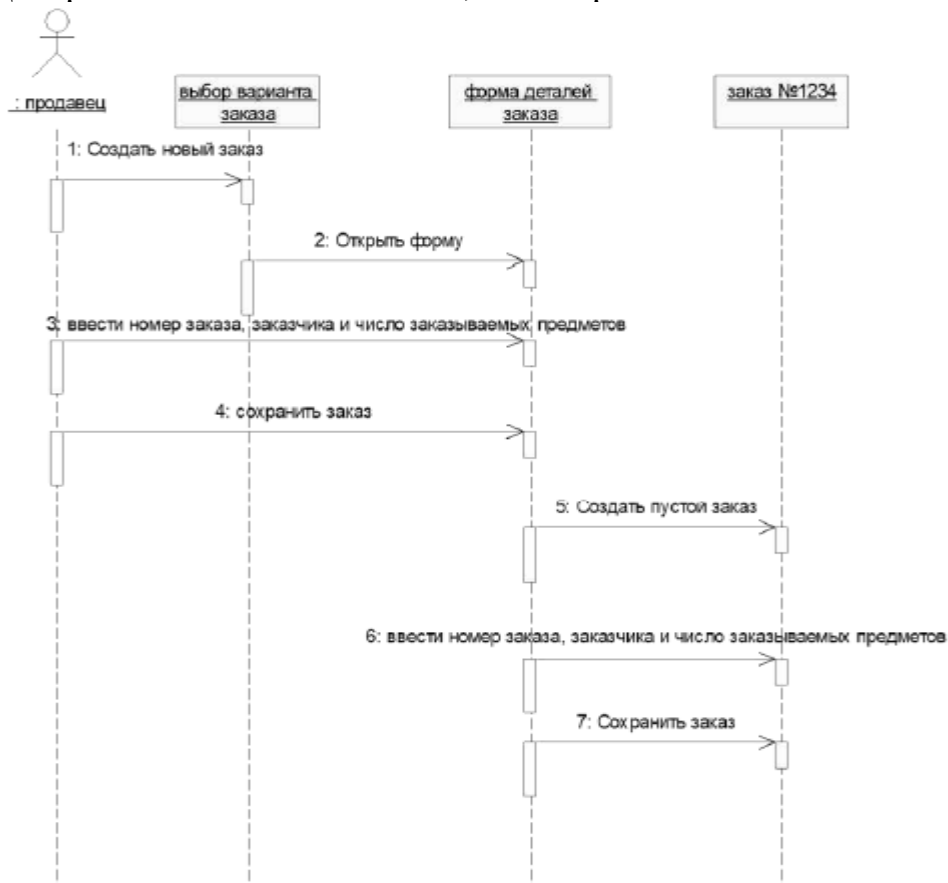 : продавец
выбор варианта
заказа
форма деталей
заказа
заказ №1234
1: Создать новый заказ
2: Открыть форму
3: ввести номер заказа, заказчика и число заказываемых предметов
4: сохранить заказ
5: Создать пустой заказ
6: ввести номер заказа, заказчика и число заказываемых предметов
7: Сохранить заказ